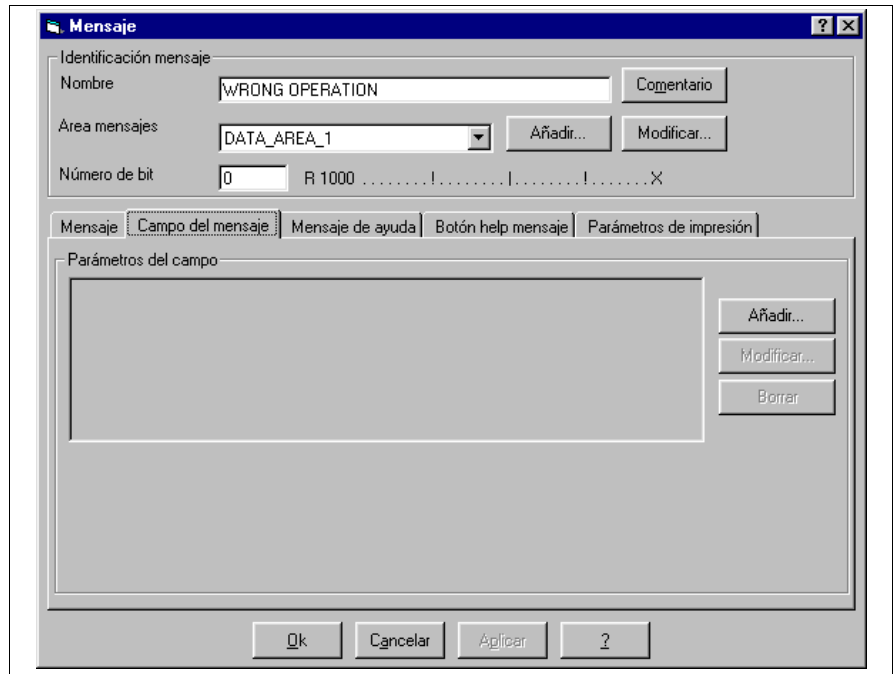 Mensaje
Identificación mensaje
Nombre WRONG OPERATION Comentario
Area mensajes DATA_AREA_1 Añadir... Modificar...
Número de bit 0 R 1000 ........!........|........!.......X
Mensaje Campo del mensaje Mensaje de ayuda Botón help mensaje Parámetros de impresión
Parámetros del campo
Añadir...
Modificar...
Borrar
Ok Cancelar Aplicar ?